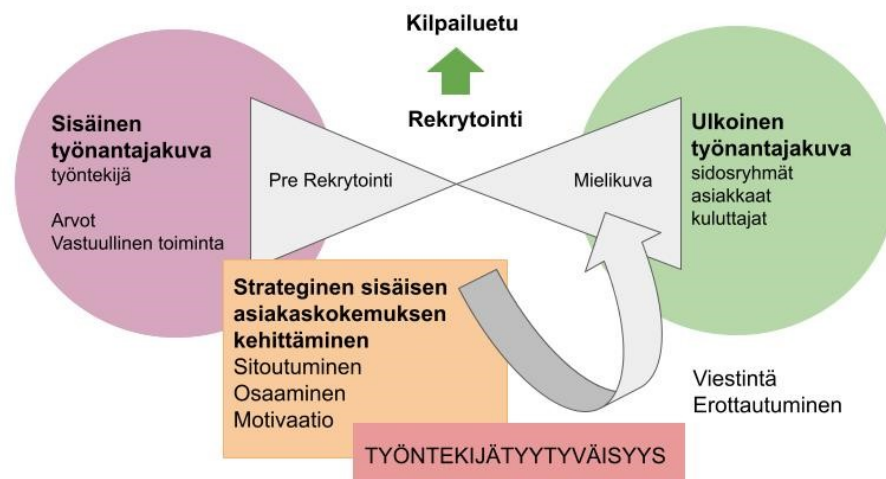 Kilpailuetu
Rekrytointi
Sisäinen
työnantajakuva
työntekijä
Arvot
Vastuullinen toiminta
Pre Rekrytointi
Mielikuva
Ulkoinen
työnantajakuva
sidosryhmät
asiakkaat
kuluttajat
Strateginen sisäisen
asiakaskokemuksen
kehittäminen
Sitoutuminen
Osaaminen
Motivaatio
Viestintä
Erottautuminen
TYÖNTEKIJÄTYYTYVÄISYYS